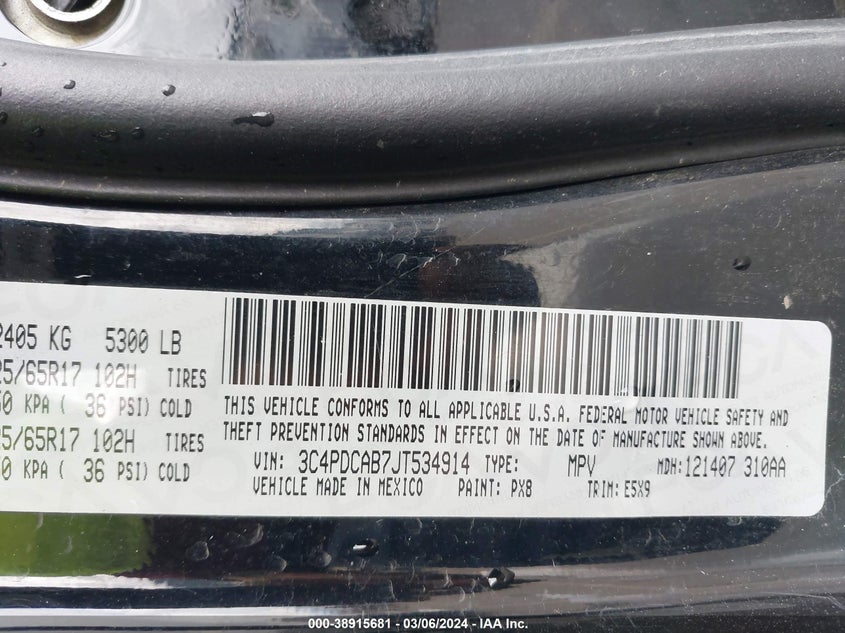 2405 KG 5300 LB
25/65R17 102H TIRES
50 KPA ( 36 PSI) COLD
25/65R17 102H TIRES
50 KPA ( 36 PSI) COLD
THIS VEHICLE CONFORMS TO ALL APPLICABLE U.S.A. FEDERAL MOTOR VEHICLE SAFETY AND
THEFT PREVENTION STANDARDS IN EFFECT ON THE DATE OF MANUFACTURE SHOWN ABOVE.
VIN: 3C4PDCAB7JT534914 TYPE: MPV MDH:121407 310AA
VEHICLE MADE IN MEXICO PAINT: PX8 TRIM: E5X9
000-38915681 - 03/06/2024 - IAA Inc.